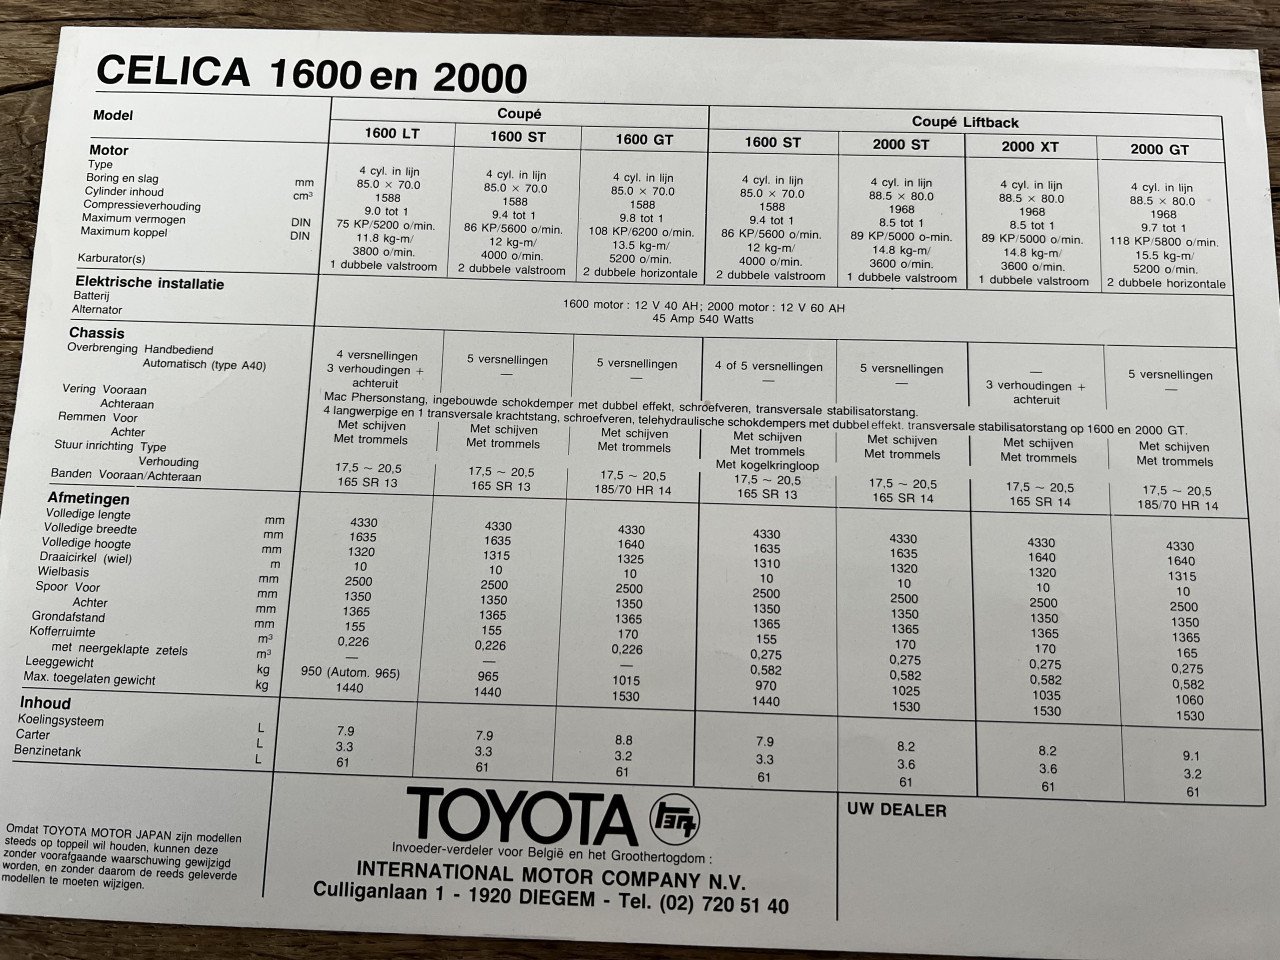 CELICA 1600 en 2000
Model Coupé Coupé Liftback
1600 LT 1600 ST 1600 GT 1600 ST 2000 ST 2000 XT 2000 GT
Motor
Type 4 cyl. in lijn 4 cyl. in lijn 4 cyl. in lijn 4 cyl. in lijn 4 cyl. in lijn 4 cyl. in lijn 4 cyl. in lijn
Boring en slag mm 85.0 × 70.0 85.0 × 70.0 85.0 × 70.0 85.0 × 70.0 88.5 × 80.0 88.5 × 80.0 88.5 × 80.0
Cylinder inhoud cm³ 1588 1588 1588 1588 1968 1968 1968
Compressieverhouding 9.0 tot 1 9.4 tot 1 9.8 tot 1 9.4 tot 1 8.5 tot 1 8.5 tot 1 9.7 tot 1
Maximum vermogen DIN 75 KP/5200 o/min. 86 KP/5600 o/min. 108 KP/6200 o/min. 86 KP/5600 o/min. 89 KP/5000 o-min. 89 KP/5000 o/min. 118 KP/5800 o/min.
Maximum koppel DIN 11.8 kg-m/ 12 kg-m/ 13.5 kg-m/ 12 kg-m/ 14.8 kg-m/ 14.8 kg-m/ 15.5 kg-m/
3800 o/min. 4000 o/min. 5200 o/min. 4000 o/min. 3600 o/min. 3600 o/min. 5200 o/min.
Karburator(s) 1 dubbele valstroom 2 dubbele valstroom 2 dubbele horizontale 2 dubbele valstroom 1 dubbele valstroom 1 dubbele valstroom 2 dubbele horizontale
Elektrische installatie
Batterij 1600 motor : 12 V 40 AH; 2000 motor : 12 V 60 AH
Alternator 45 Amp 540 Watts
Chassis
Overbrenging Handbediend 4 versnellingen 5 versnellingen 5 versnellingen 4 of 5 versnellingen 5 versnellingen — 5 versnellingen
Automatisch (type A40) 3 verhoudingen + — — — — 3 verhoudingen + —
achteruit achteruit
Vering Vooraan Mac Phersonstang, ingebouwde schokdemper met dubbel effekt, schroefveren, transversale stabilisatorstang.
Achteraan 4 langwerpige en 1 transversale krachtstang, schroefveren, telehydraulische schokdempers met dubbel effekt. transversale stabilisatorstang op 1600 en 2000 GT.
Remmen Voor Met schijven Met schijven Met schijven Met schijven Met schijven Met schijven Met schijven
Achter Met trommels Met trommels Met trommels Met trommels Met trommels Met trommels Met trommels
Stuur inrichting Type Met kogelkringloop
Verhouding 17,5 ~ 20,5 17,5 ~ 20,5 17,5 ~ 20,5 17,5 ~ 20,5 17,5 ~ 20,5 17,5 ~ 20,5 17,5 ~ 20,5
Banden Vooraan/Achteraan 165 SR 13 165 SR 13 185/70 HR 14 165 SR 13 165 SR 14 165 SR 14 185/70 HR 14
Afmetingen
Volledige lengte mm 4330 4330 4330 4330 4330 4330 4330
Volledige breedte mm 1635 1635 1640 1635 1635 1640 1640
Volledige hoogte mm 1320 1315 1325 1310 1320 1320 1315
Draaicirkel (wiel) m 10 10 10 10 10 10 10
Wielbasis mm 2500 2500 2500 2500 2500 2500 2500
Spoor Voor mm 1350 1350 1350 1350 1350 1350 1350
Achter mm 1365 1365 1365 1365 1365 1365 1365
Grondafstand mm 155 155 170 155 170 170 165
Kofferruimte m³ 0,226 0,226 0,226 0,275 0,275 0,275 0,275
met neergeklapte zetels m³ — — — 0,582 0,582 0,582 0,582
Leeggewicht kg 950 (Autom. 965) 965 1015 970 1025 1035 1060
Max. toegelaten gewicht kg 1440 1440 1530 1440 1530 1530 1530
Inhoud
Koelingsysteem L 7.9 7.9 8.8 7.9 8.2 8.2 9.1
Carter L 3.3 3.3 3.2 3.3 3.6 3.6 3.2
Benzinetank L 61 61 61 61 61 61 61
Omdat TOYOTA MOTOR JAPAN zijn modellen
steeds op toppeil wil houden, kunnen deze
zonder voorafgaande waarschuwing gewijzigd
worden, en zonder daarom de reeds geleverde
modellen te moeten wijzigen.
TOYOTA トヨタ
Invoeder-verdeler voor België en het Groothertogdom :
INTERNATIONAL MOTOR COMPANY N.V.
Culliganlaan 1 - 1920 DIEGEM - Tel. (02) 720 51 40
UW DEALER